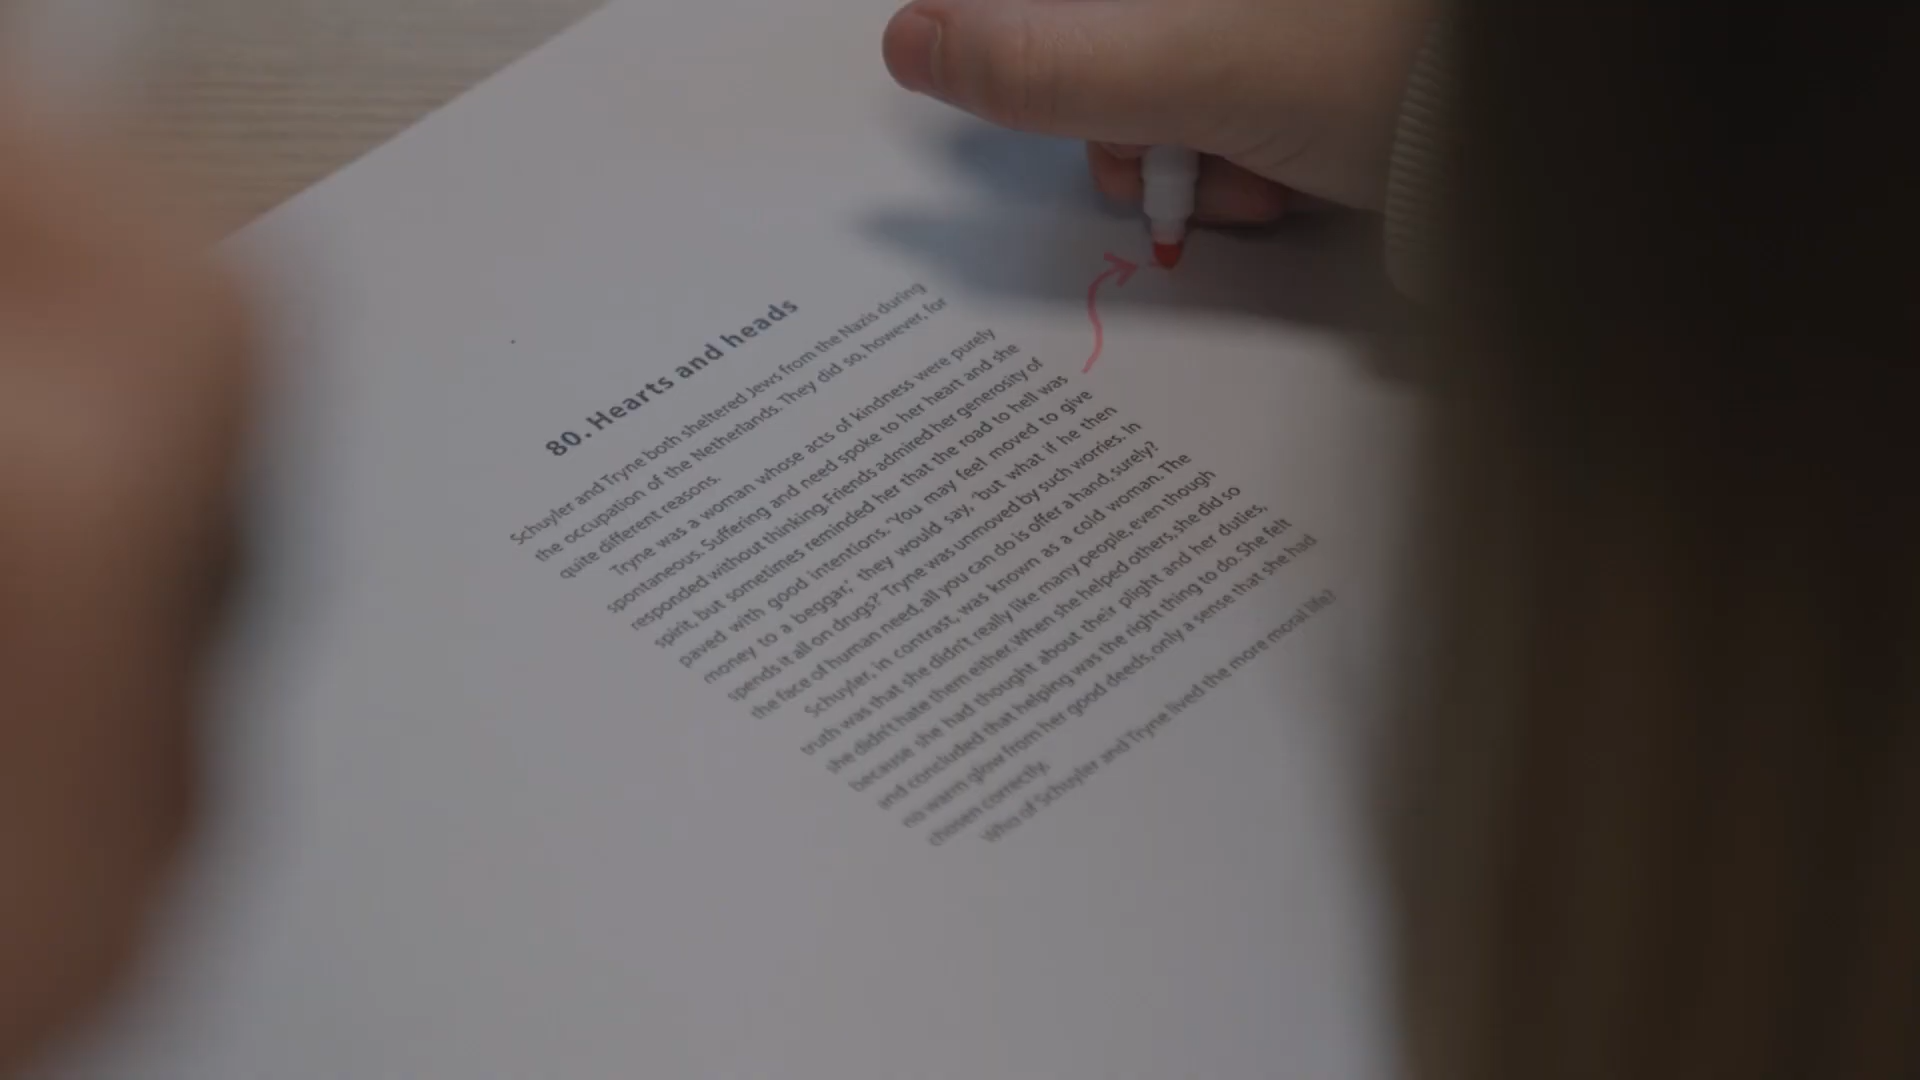 80. Hearts and heads
Schuyler and Tryne both sheltered Jews from the Nazis during
the occupation of the Netherlands. They did so, however, for
quite different reasons.
Tryne was a woman whose acts of kindness were purely
spontaneous. Suffering and need spoke to her heart and she
responded without thinking. Friends admired her generosity of
spirit, but sometimes reminded her that the road to hell was
paved with good intentions. 'You may feel moved to give
money to a beggar,' they would say, 'but what if he then
spends it all on drugs?' Tryne was unmoved by such worries. In
the face of human need, all you can do is offer a hand, surely?
Schuyler, in contrast, was known as a cold woman. The
truth was that she didn't really like many people, even though
she didn't hate them either. When she helped others, she did so
because she had thought about their plight and her duties,
and concluded that helping was the right thing to do. She felt
no warm glow from her good deeds, only a sense that she had
chosen correctly.
Who of Schuyler and Tryne lived the more moral life?